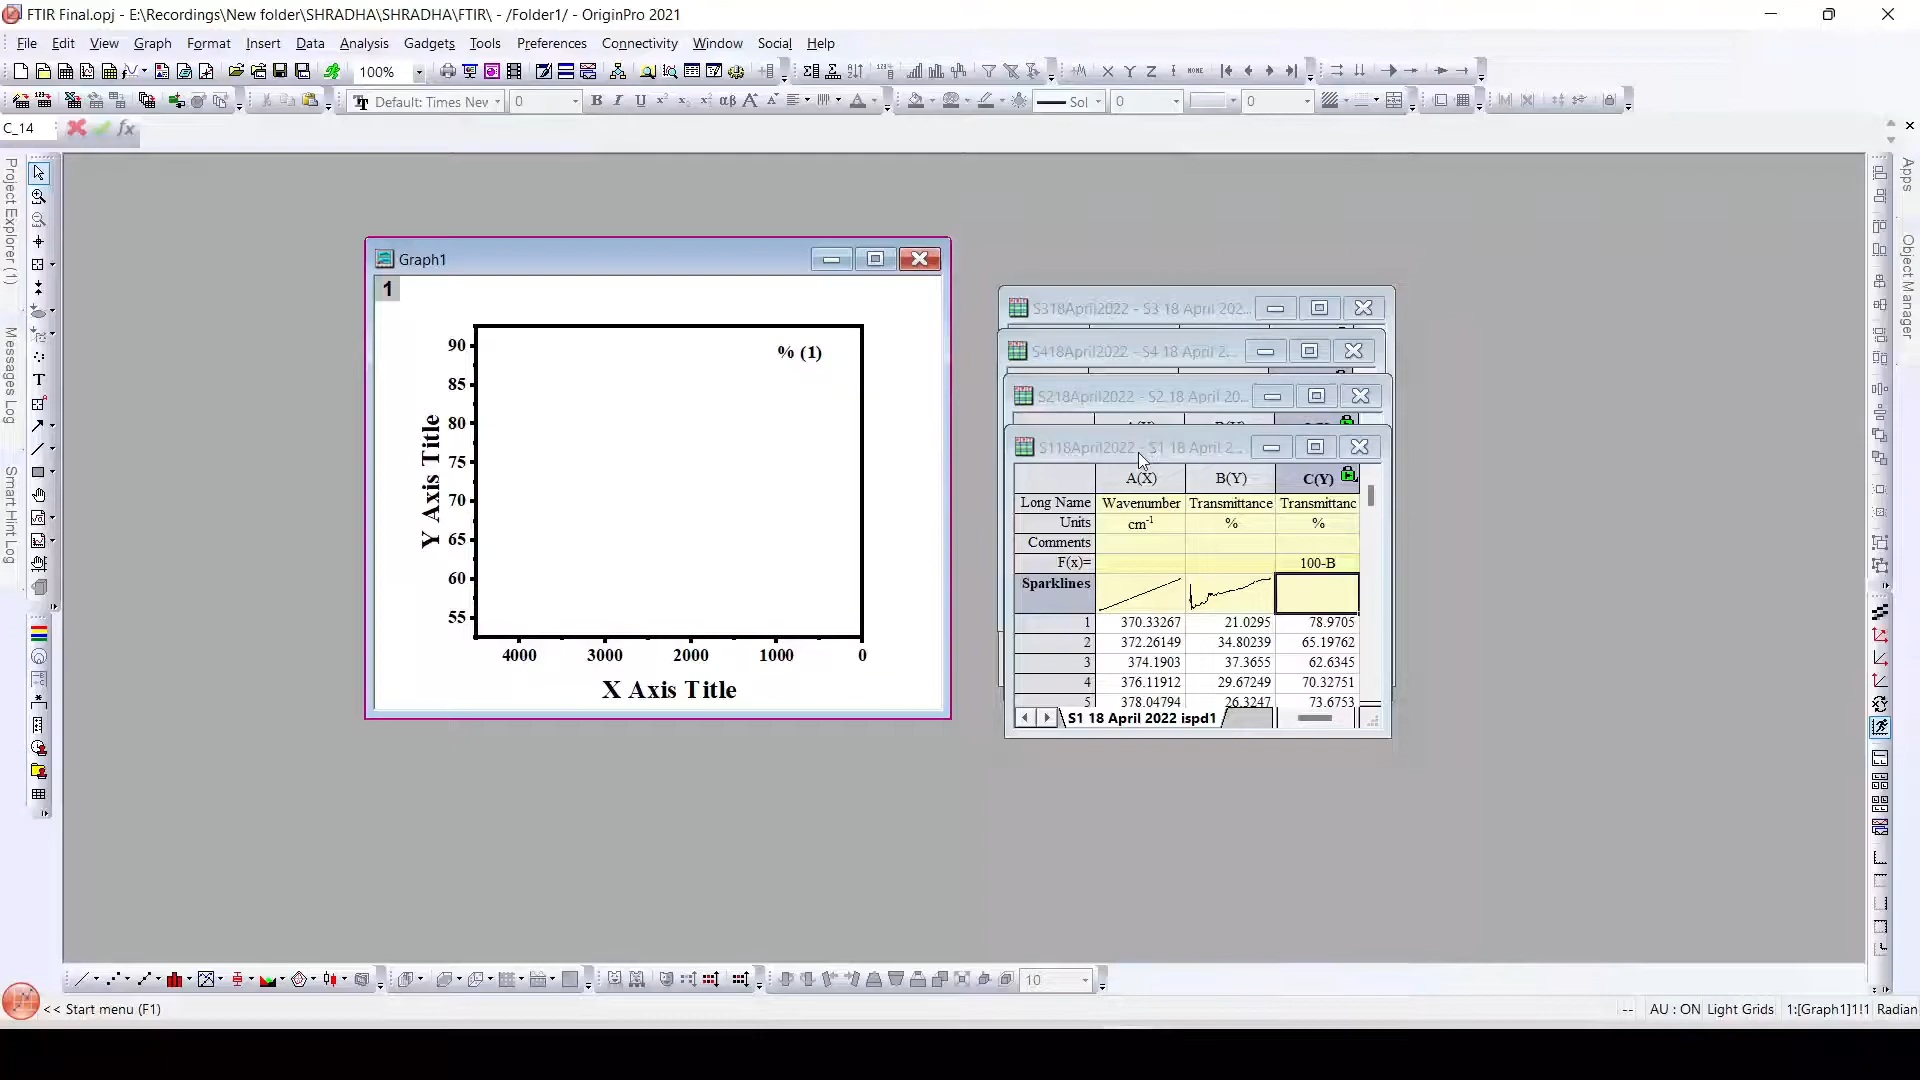 FTIR Final.opj - E:\Recordings\New folder\SHRADHA\SHRADHA\FTIR\ - /Folder1/ - OriginPro 2021
File Edit View Graph Format Insert Data Analysis Gadgets Tools Preferences Connectivity Window Social Help
100%
Default: Times New 0 B I U αβ A A A Sol 0 0
C_14 fx
Project Explorer (1)
Messages Log
Smart Hint Log
Apps
Object Manager
Graph1
1
% (1)
90
85
80
75
70
65
60
55
Y Axis Title
4000 3000 2000 1000 0
X Axis Title
S318April2022 - S3 18 April 202...
S418April2022 - S4 18 April 2...
S218April2022 - S2 18 April 20...
S118April2022 - S1 18 April 2...
A(X) B(Y) C(Y)
Long Name Wavenumber Transmittance Transmittanc
Units cm-1 % %
Comments
F(x)= 100-B
Sparklines
1 370.33267 21.0295 78.9705
2 372.26149 34.80239 65.19762
3 374.1903 37.3655 62.6345
4 376.11912 29.67249 70.32751
5 378.04794 26.3247 73.6753
S1 18 April 2022 ispd1
10
<< Start menu (F1) -- AU : ON Light Grids 1:[Graph1]1!1 Radian